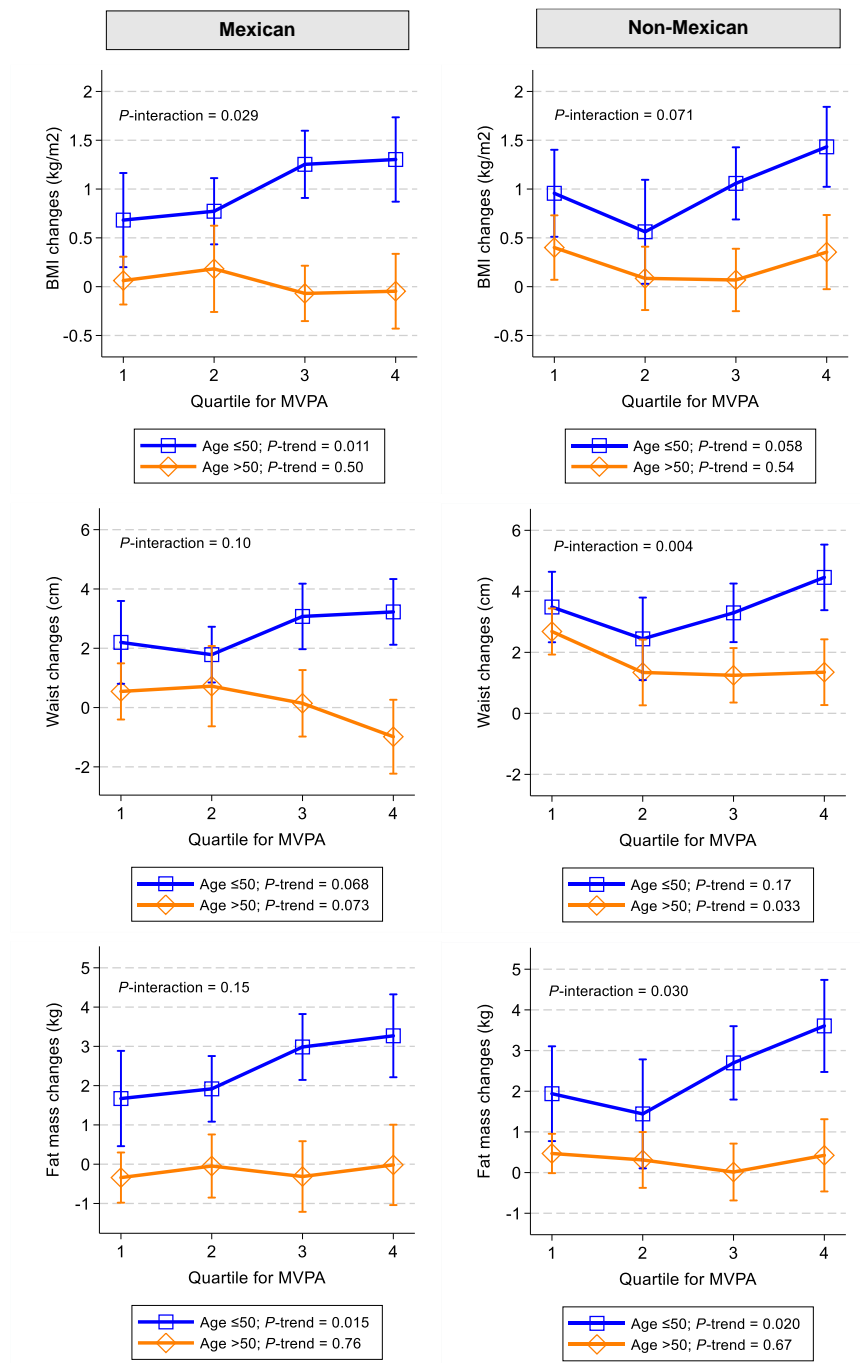 Mexican
Non-Mexican
BMI changes (kg/m2)
2
1.5
1
0.5
0
-0.5
P-interaction = 0.029
1 2 3 4
Quartile for MVPA
Age ≤50; P-trend = 0.011
Age >50; P-trend = 0.50
BMI changes (kg/m2)
2
1.5
1
0.5
0
-0.5
P-interaction = 0.071
1 2 3 4
Quartile for MVPA
Age ≤50; P-trend = 0.058
Age >50; P-trend = 0.54
Waist changes (cm)
6
4
2
0
-2
P-interaction = 0.10
1 2 3 4
Quartile for MVPA
Age ≤50; P-trend = 0.068
Age >50; P-trend = 0.073
Waist changes (cm)
6
4
2
0
-2
P-interaction = 0.004
1 2 3 4
Quartile for MVPA
Age ≤50; P-trend = 0.17
Age >50; P-trend = 0.033
Fat mass changes (kg)
5
4
3
2
1
0
-1
P-interaction = 0.15
1 2 3 4
Quartile for MVPA
Age ≤50; P-trend = 0.015
Age >50; P-trend = 0.76
Fat mass changes (kg)
5
4
3
2
1
0
-1
P-interaction = 0.030
1 2 3 4
Quartile for MVPA
Age ≤50; P-trend = 0.020
Age >50; P-trend = 0.67